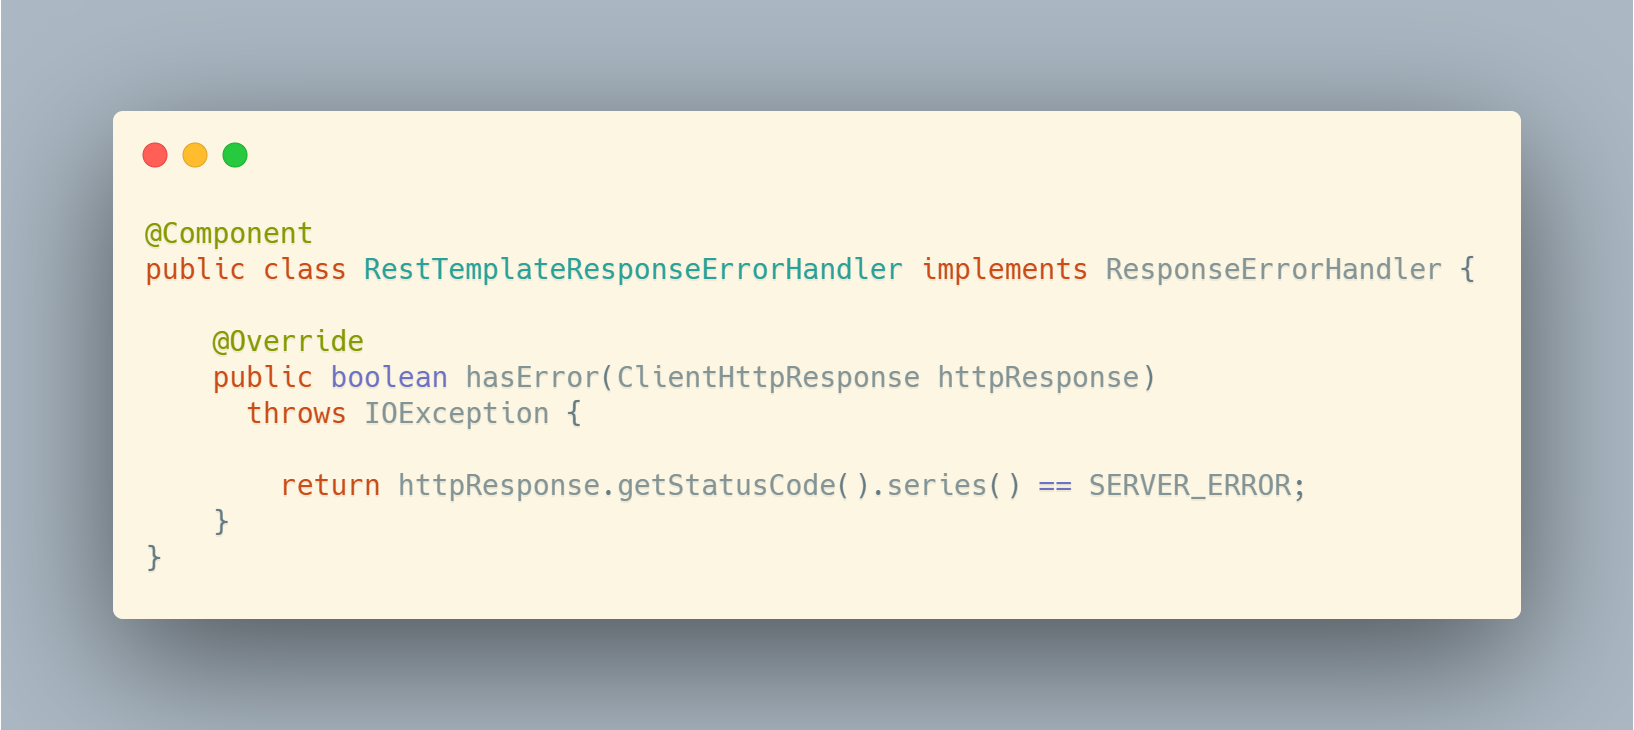 @Component
public class RestTemplateResponseErrorHandler implements ResponseErrorHandler {
@Override
public boolean hasError(ClientHttpResponse httpResponse)
throws IOException {
return httpResponse.getStatusCode().series() == SERVER_ERROR;
}
}